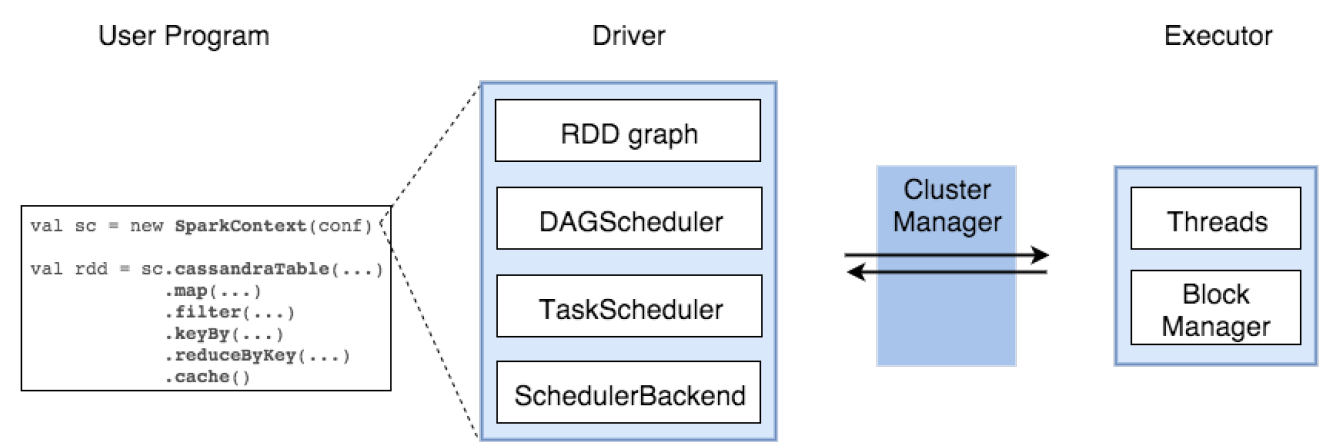 User Program
val sc = new SparkContext(conf)
val rdd = sc.cassandraTable(...)
.map(...)
.filter(...)
.keyBy(...)
.reduceByKey(...)
.cache()
Driver
RDD graph
DAGScheduler
TaskScheduler
SchedulerBackend
Cluster
Manager
Executor
Threads
Block
Manager